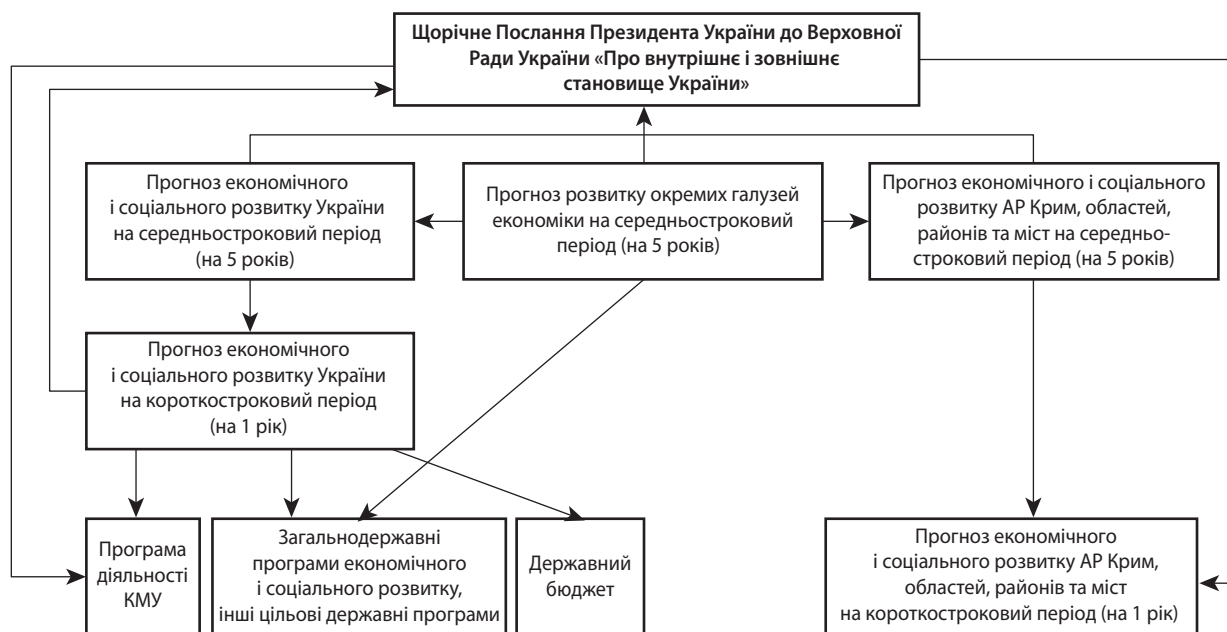 Щорічне Послання Президента України до Верховної
Ради України «Про внутрішнє і зовнішнє
становище України»
Прогноз економічного
і соціального розвитку України
на середньостроковий період
(на 5 років)
Прогноз розвитку окремих галузей
економіки на середньостроковий
період (на 5 років)
Прогноз економічного і соціального
розвитку АР Крим, областей,
районів та міст на середньо-
строковий період (на 5 років)
Прогноз економічного
і соціального розвитку України
на короткостроковий період
(на 1 рік)
Програма
діяльності
КМУ
Загальнодержавні
програми економічного
і соціального розвитку,
інші цільові державні програми
Державний
бюджет
Прогноз економічного
і соціального розвитку АР Крим,
областей, районів та міст
на короткостроковий період (на 1 рік)